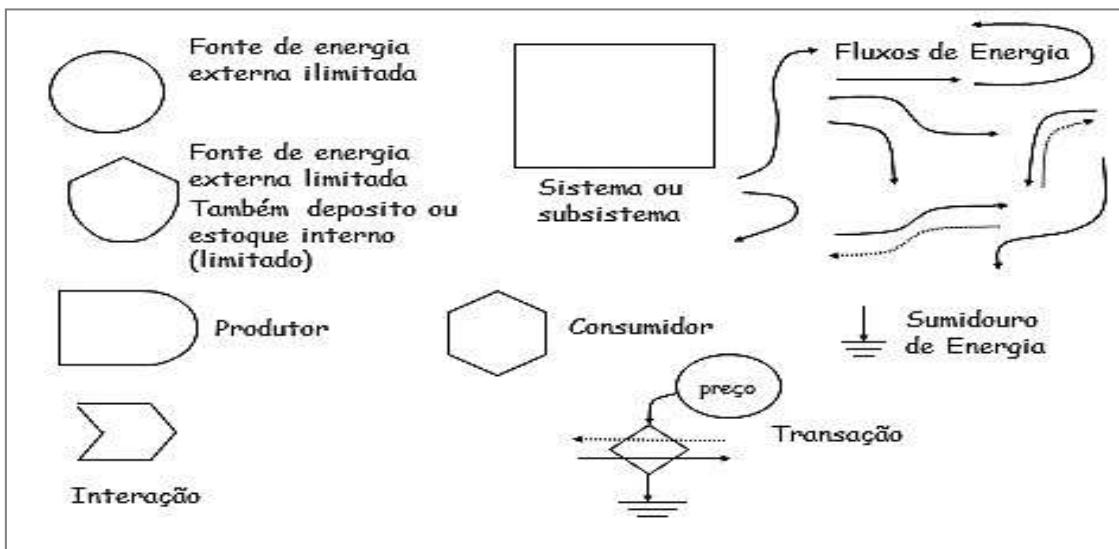 Fonte de energia
externa ilimitada
Fonte de energia
externa limitada
Também deposito ou
estoque interno
(limitado)
Sistema ou
subsistema
Fluxos de Energia
Produtor
Consumidor
Sumidouro
de Energia
Interação
preço
Transação